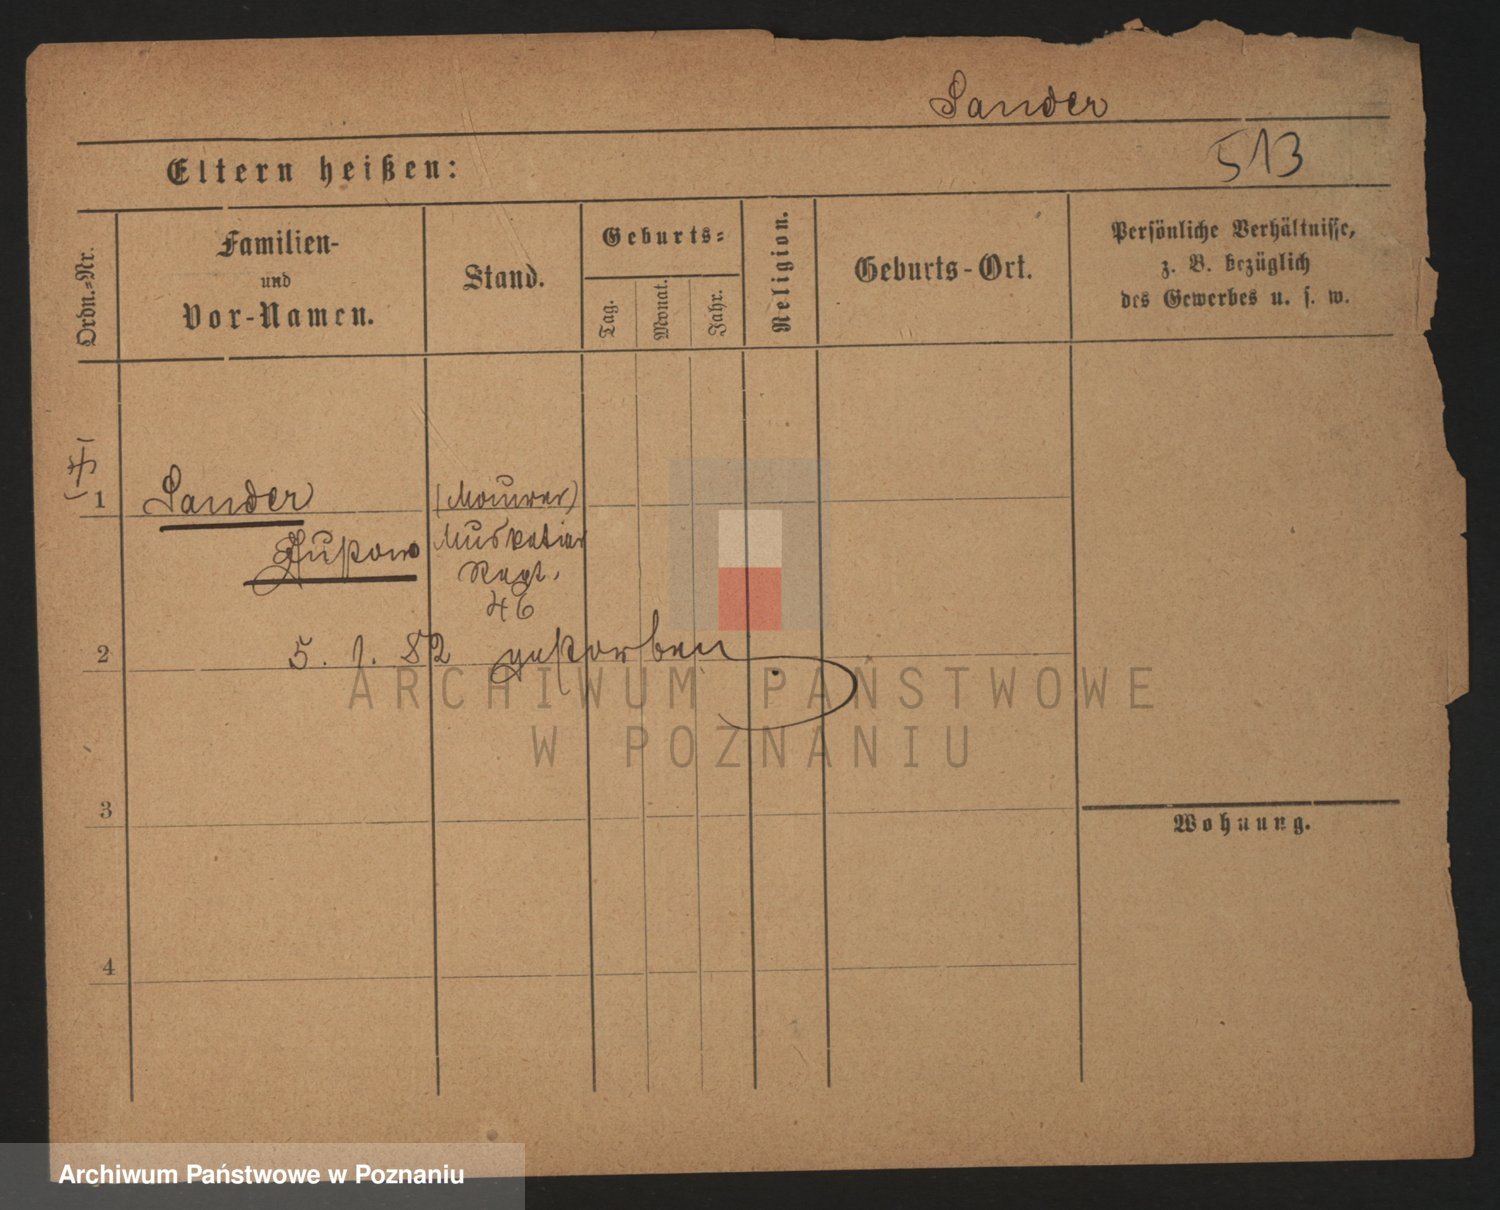 Sander
513
Eltern heißen:
Ordn.-Nr.
Familien-
und
Vor-Namen.
Stand.
Geburts-
Tag.
Monat.
Jahr.
Religion.
Geburts-Ort.
Persönliche Verhältnisse,
z. B. bezüglich
des Gewerbes u. s. w.
1
Sander
(Maurer)
Musketier
Regt.
46
2
5. 1. 82 gestorben
3
Wohnung.
4
ARCHIWUM PAŃSTWOWE
W POZNANIU
Archiwum Państwowe w Poznaniu